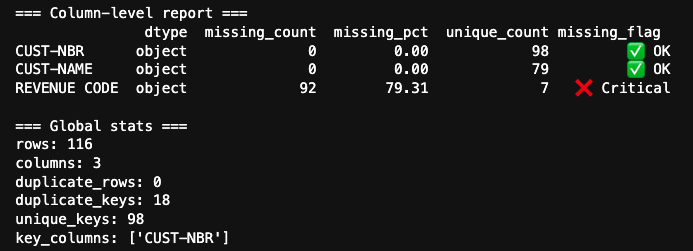 === Column-level report ===
dtype missing_count missing_pct unique_count missing_flag
CUST-NBR object 0 0.00 98 ✅ OK
CUST-NAME object 0 0.00 79 ✅ OK
REVENUE CODE object 92 79.31 7 ❌ Critical
=== Global stats ===
rows: 116
columns: 3
duplicate_rows: 0
duplicate_keys: 18
unique_keys: 98
key_columns: ['CUST-NBR']